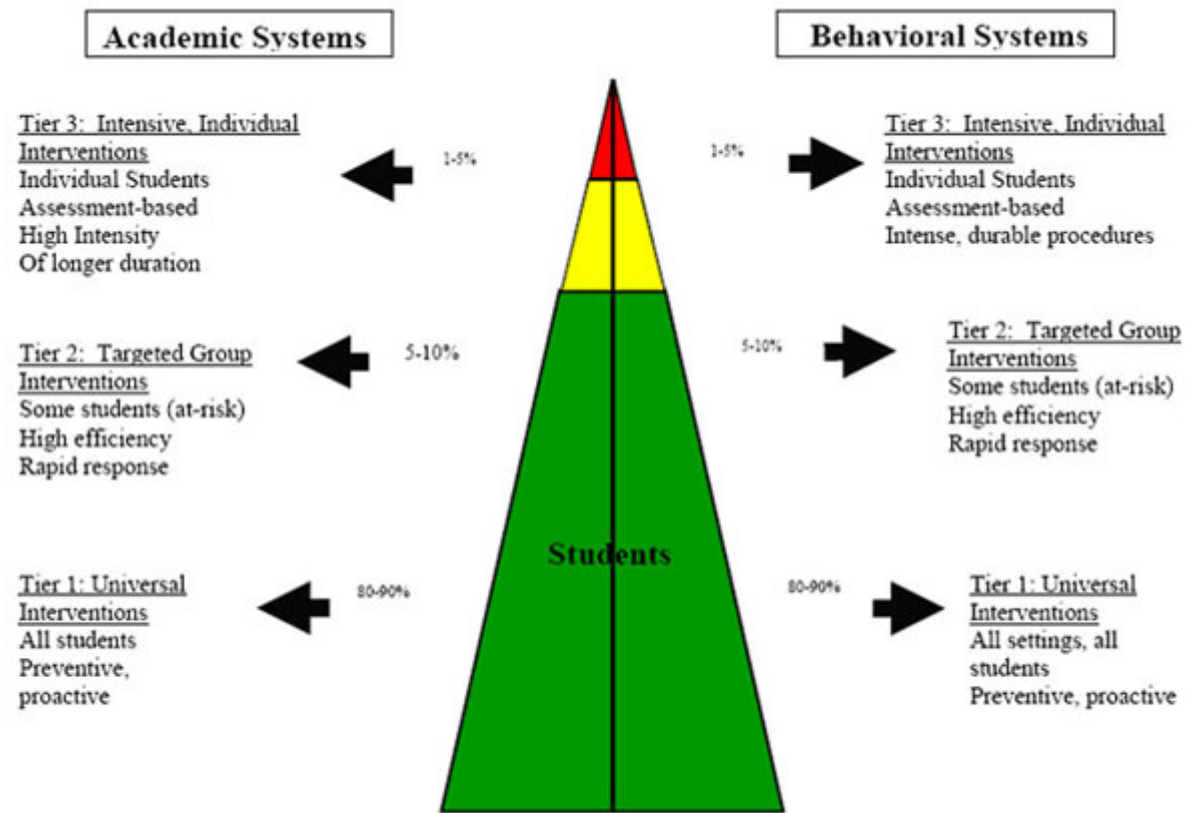 Academic Systems
Tier 3: Intensive, Individual
Interventions
Individual Students
Assessment-based
High Intensity
Of longer duration
1-5%
Tier 2: Targeted Group
Interventions
Some students (at-risk)
High efficiency
Rapid response
5-10%
Tier 1: Universal
Interventions
All students
Preventive,
proactive
80-90%
Students
Behavioral Systems
1-5%
Tier 3: Intensive, Individual
Interventions
Individual Students
Assessment-based
Intense, durable procedures
5-10%
Tier 2: Targeted Group
Interventions
Some students (at-risk)
High efficiency
Rapid response
80-90%
Tier 1: Universal
Interventions
All settings, all
students
Preventive, proactive